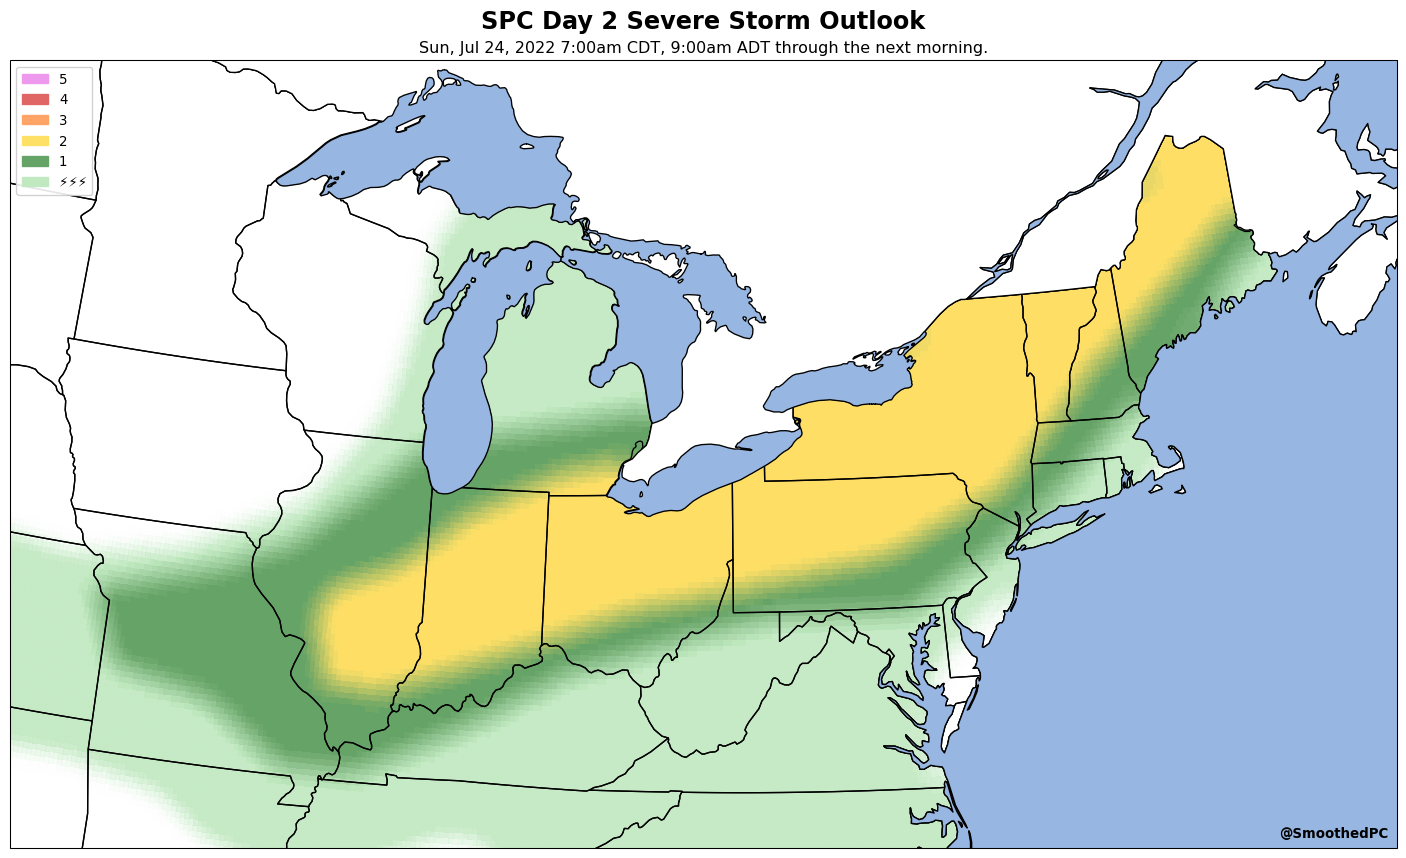 SPC Day 2 Severe Storm Outlook
Sun, Jul 24, 2022 7:00am CDT, 9:00am ADT through the next morning.
5
4
3
2
1
⚡⚡⚡
@SmoothedPC